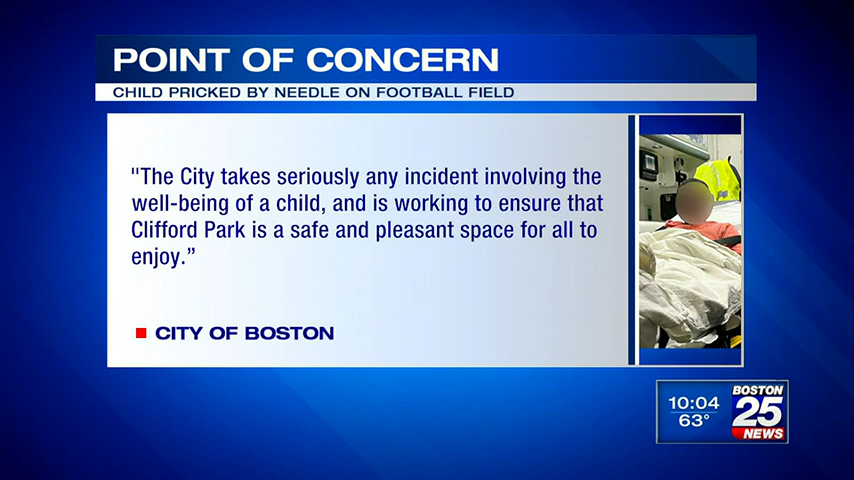 POINT OF CONCERN
CHILD PRICKED BY NEEDLE ON FOOTBALL FIELD
"The City takes seriously any incident involving the
well-being of a child, and is working to ensure that
Clifford Park is a safe and pleasant space for all to
enjoy.”
CITY OF BOSTON
10:04
63°
BOSTON
25
NEWS